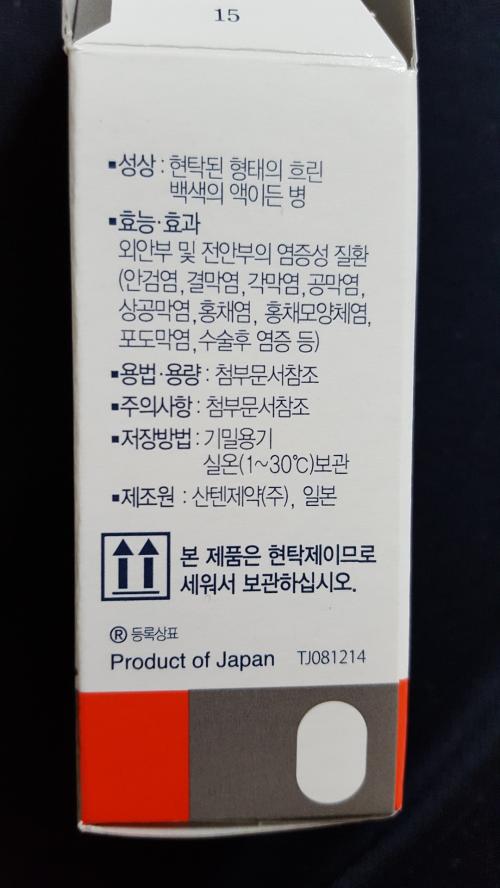 15
▪성상 : 현탁된 형태의 흐린
백색의 액이든 병
▪효능·효과
외안부 및 전안부의 염증성 질환
(안검염, 결막염, 각막염, 공막염,
상공막염, 홍채염, 홍채모양체염,
포도막염, 수술후 염증 등)
▪용법·용량 : 첨부문서참조
▪주의사항 : 첨부문서참조
▪저장방법 : 기밀용기
실온(1~30℃)보관
▪제조원 : 산텐제약(주), 일본
본 제품은 현탁제이므로
세워서 보관하십시오.
® 등록상표
Product of Japan TJ081214